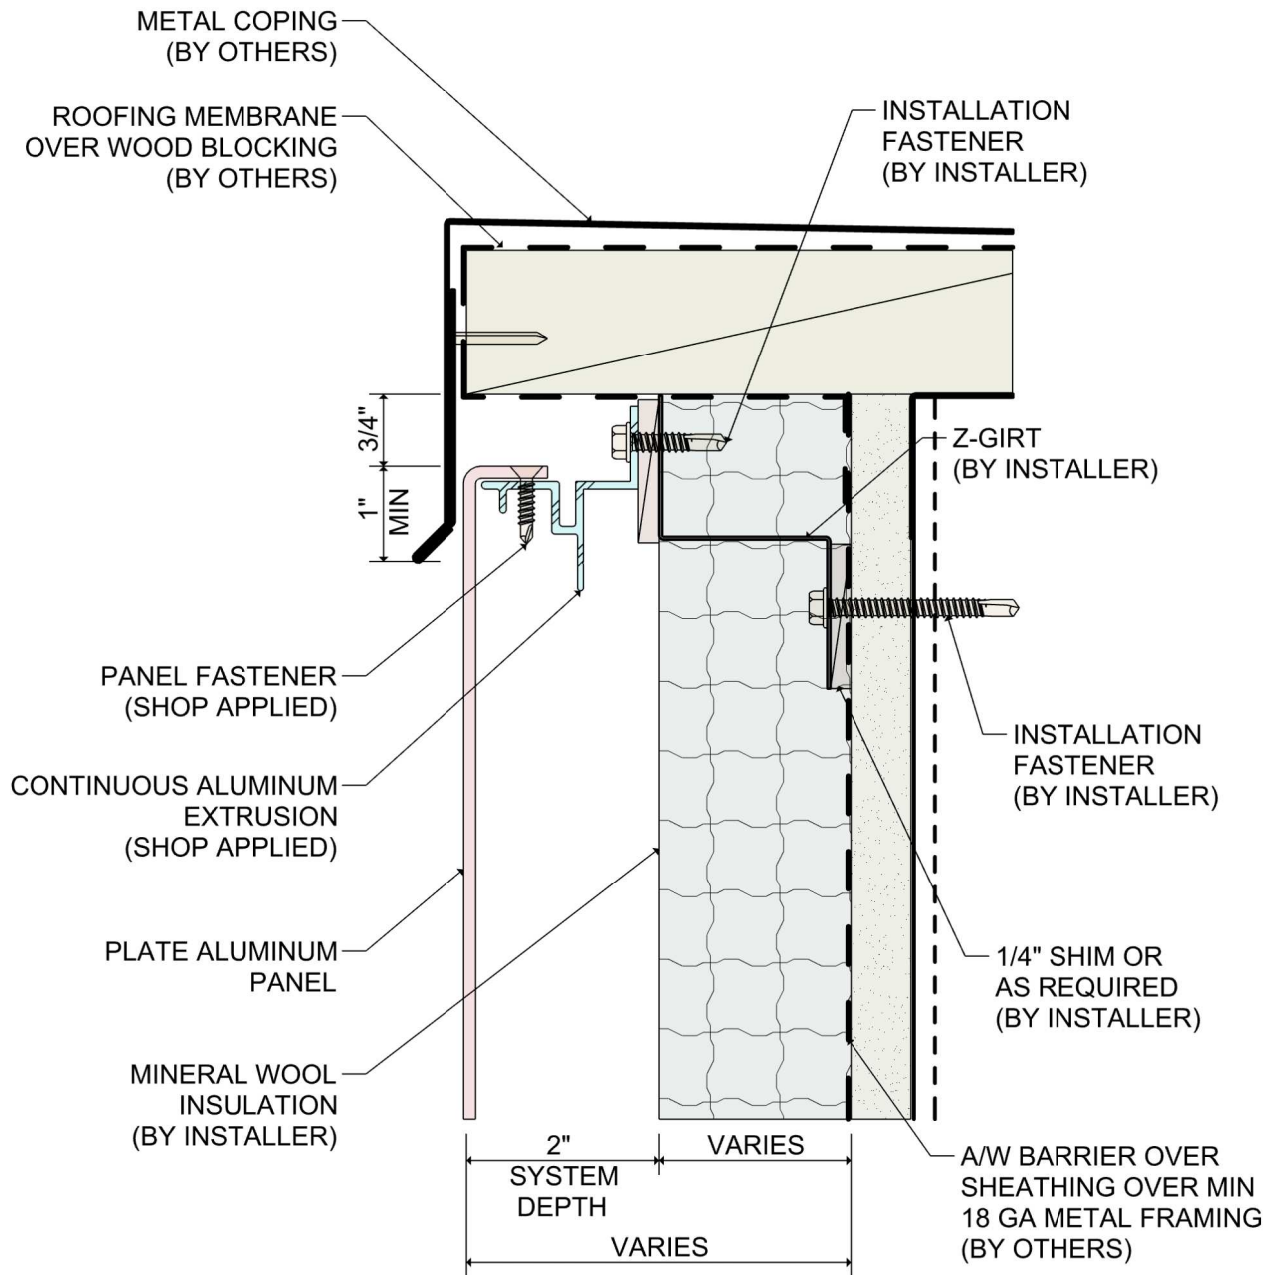 METAL COPING
(BY OTHERS)
ROOFING MEMBRANE
OVER WOOD BLOCKING
(BY OTHERS)
INSTALLATION
FASTENER
(BY INSTALLER)
3/4"
1"
MIN
Z-GIRT
(BY INSTALLER)
PANEL FASTENER
(SHOP APPLIED)
CONTINUOUS ALUMINUM
EXTRUSION
(SHOP APPLIED)
PLATE ALUMINUM
PANEL
MINERAL WOOL
INSULATION
(BY INSTALLER)
INSTALLATION
FASTENER
(BY INSTALLER)
1/4" SHIM OR
AS REQUIRED
(BY INSTALLER)
A/W BARRIER OVER
SHEATHING OVER MIN
18 GA METAL FRAMING
(BY OTHERS)
2"
SYSTEM
DEPTH
VARIES
VARIES